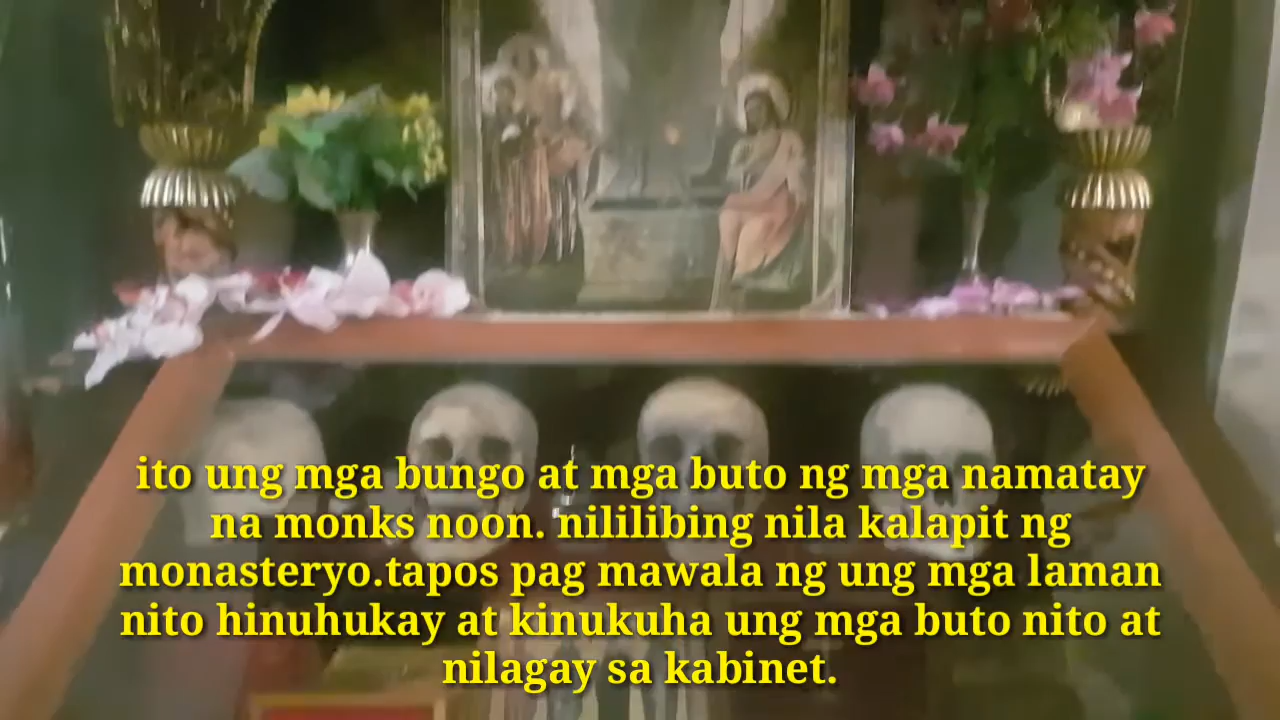 ito ung mga bungo at mga buto ng mga namatay
na monks noon. nililibing nila kalapit ng
monasteryo.tapos pag mawala ng ung mga laman
nito hinuhukay at kinukuha ung mga buto nito at
nilagay sa kabinet.